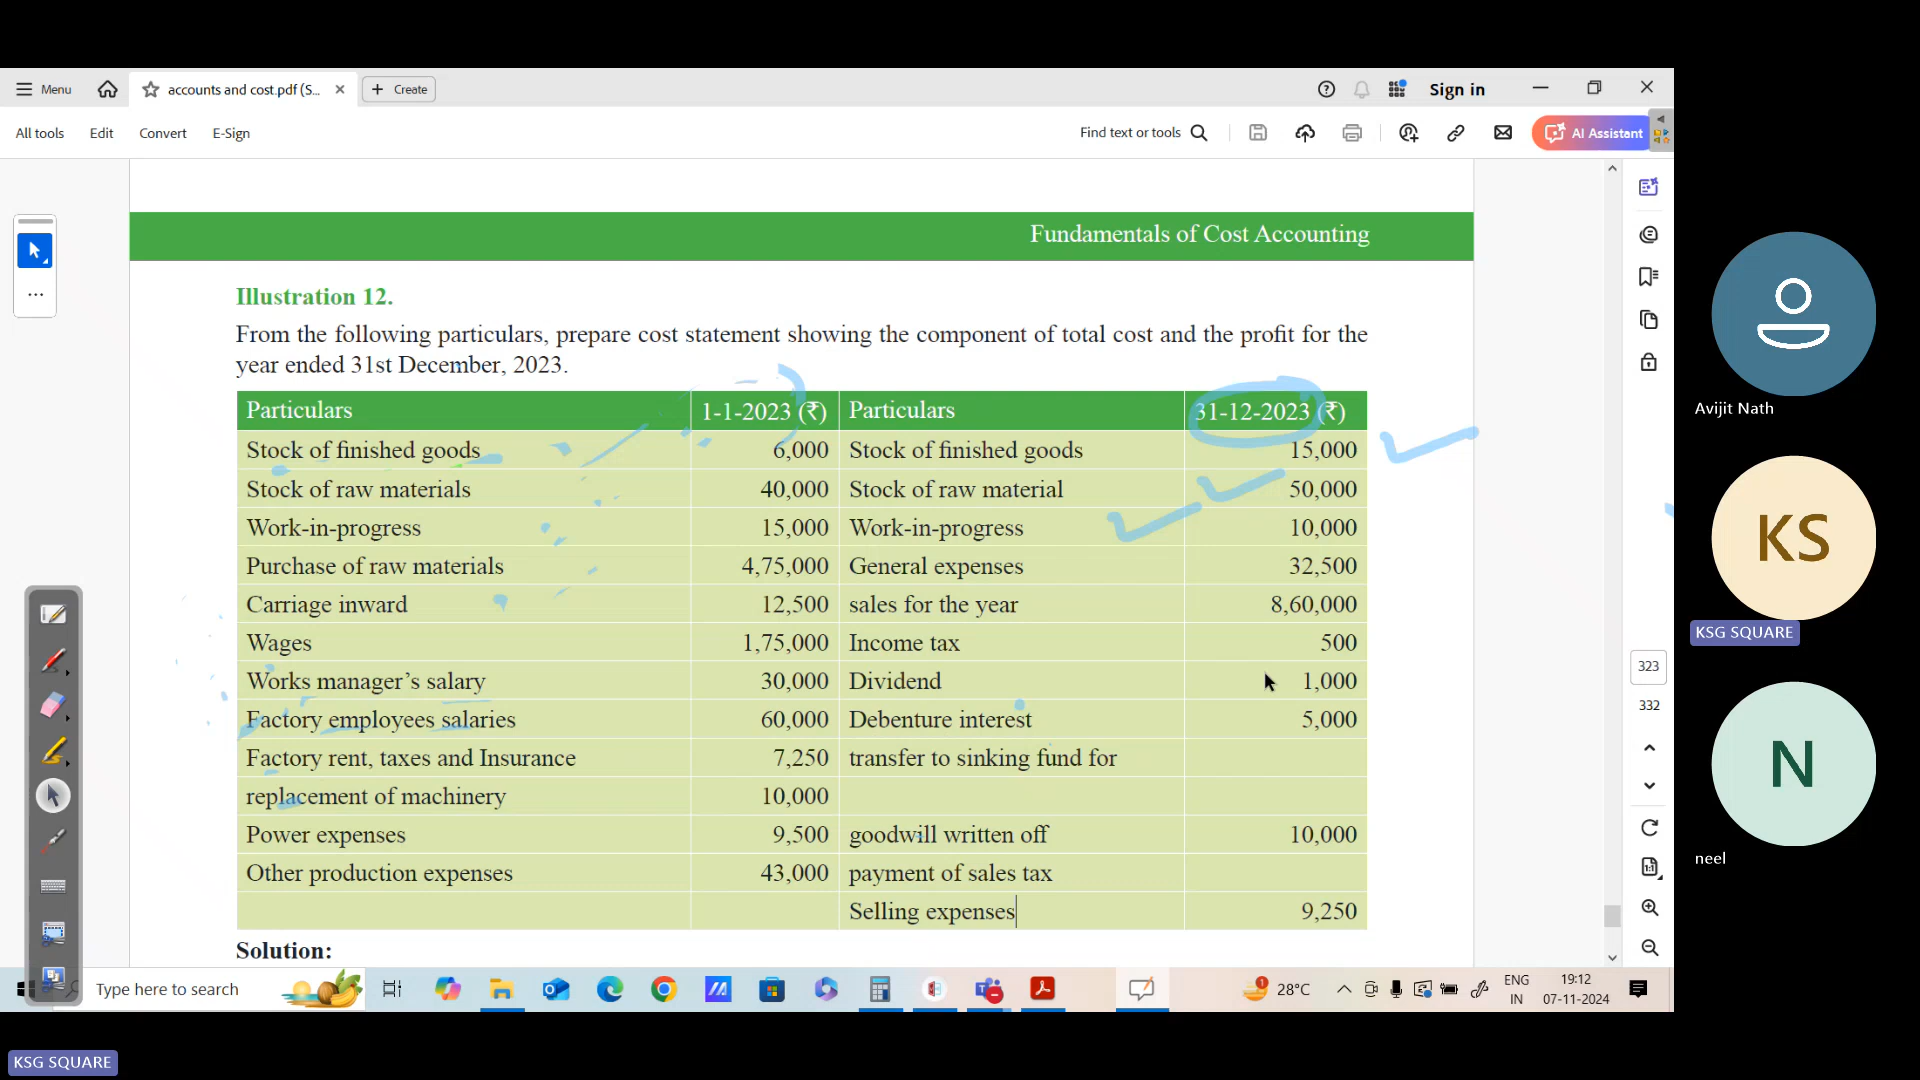 Menu
accounts and cost.pdf (S...
Create
Sign in
All tools
Edit
Convert
E-Sign
Find text or tools
AI Assistant
Fundamentals of Cost Accounting
Illustration 12.
From the following particulars, prepare cost statement showing the component of total cost and the profit for the
year ended 31st December, 2023.
Particulars 1-1-2023 (₹) Particulars 31-12-2023 (₹)
Stock of finished goods 6,000 Stock of finished goods 15,000
Stock of raw materials 40,000 Stock of raw material 50,000
Work-in-progress 15,000 Work-in-progress 10,000
Purchase of raw materials 4,75,000 General expenses 32,500
Carriage inward 12,500 sales for the year 8,60,000
Wages 1,75,000 Income tax 500
Works manager’s salary 30,000 Dividend 1,000
Factory employees salaries 60,000 Debenture interest 5,000
Factory rent, taxes and Insurance 7,250 transfer to sinking fund for
replacement of machinery 10,000
Power expenses 9,500 goodwill written off 10,000
Other production expenses 43,000 payment of sales tax
Selling expenses 9,250
Solution:
323
332
Avijit Nath
KS
KSG SQUARE
N
neel
Type here to search
28°C
ENG
IN
19:12
07-11-2024
KSG SQUARE